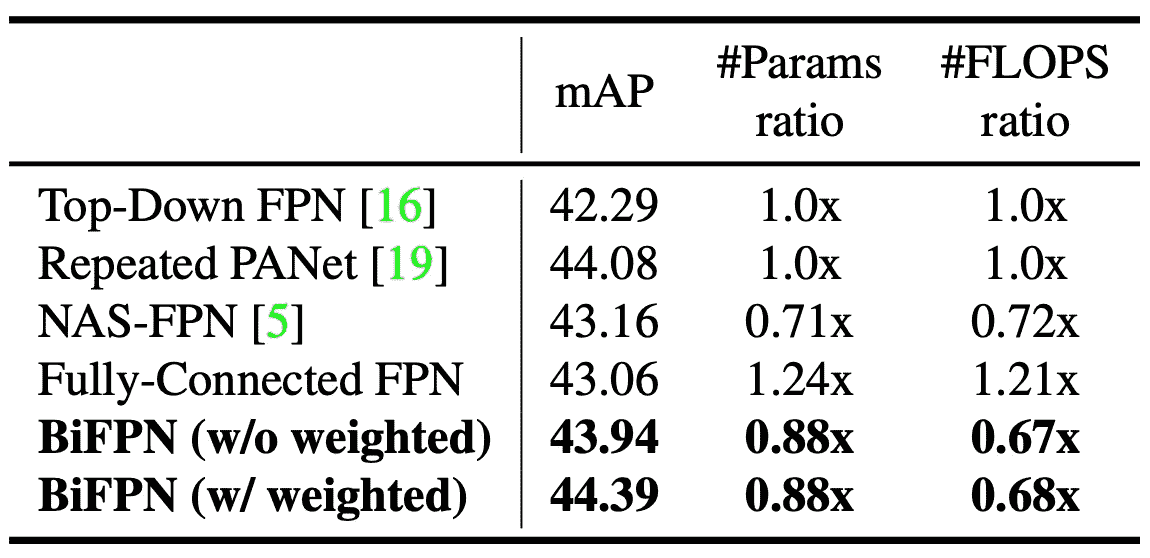 mAP #Params ratio #FLOPS ratio
Top-Down FPN [16] 42.29 1.0x 1.0x
Repeated PANet [19] 44.08 1.0x 1.0x
NAS-FPN [5] 43.16 0.71x 0.72x
Fully-Connected FPN 43.06 1.24x 1.21x
BiFPN (w/o weighted) 43.94 0.88x 0.67x
BiFPN (w/ weighted) 44.39 0.88x 0.68x